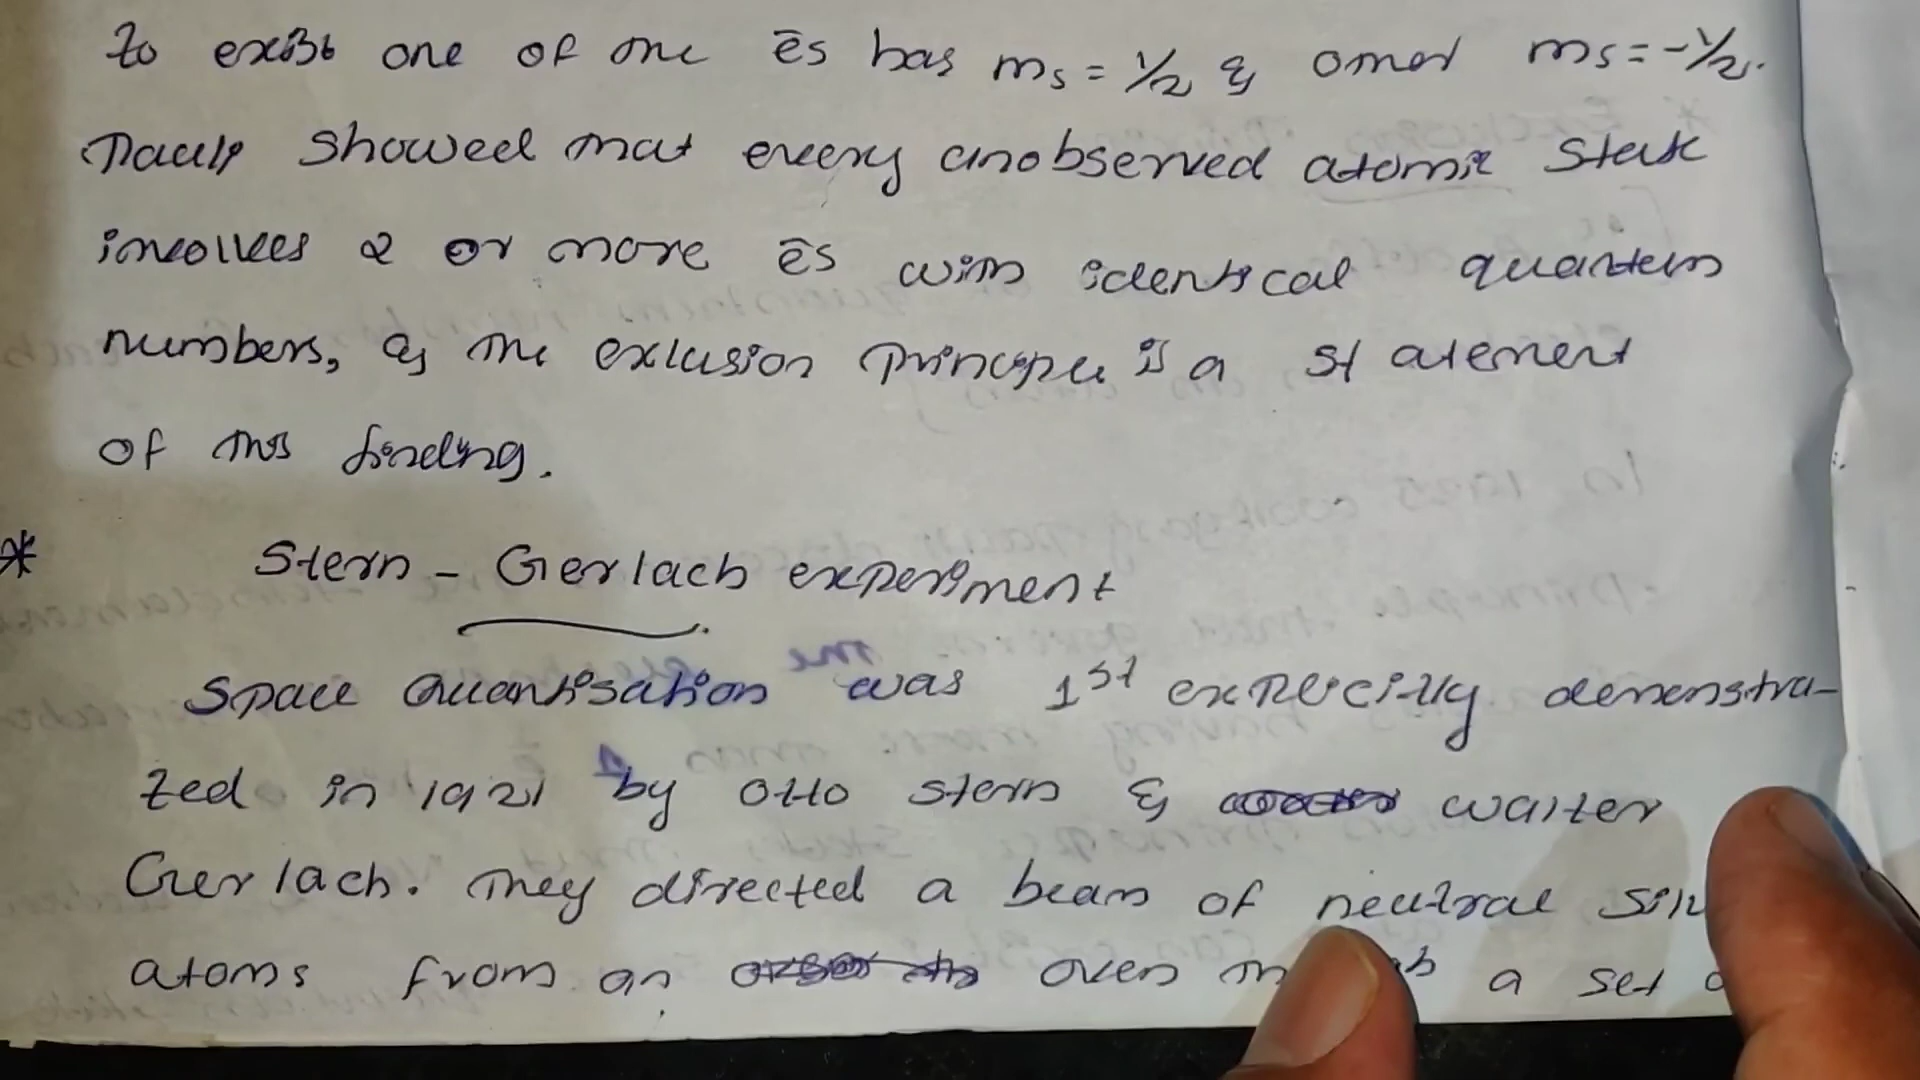 to exist one of the ēs has ms = 1/2 & other ms = -1/2.
Pauli showed that every unobserved atomic state
involves 2 or more ēs with identical quantum
numbers, & the exlusion principle is a statement
of this finding.
* Stern - Gerlach experiment
Space Quantisation was 1st explicitly demonstra-
ted in 1921 by Otto Stern & Walter
Gerlach. They directed a beam of neutral
atoms from an oven a set